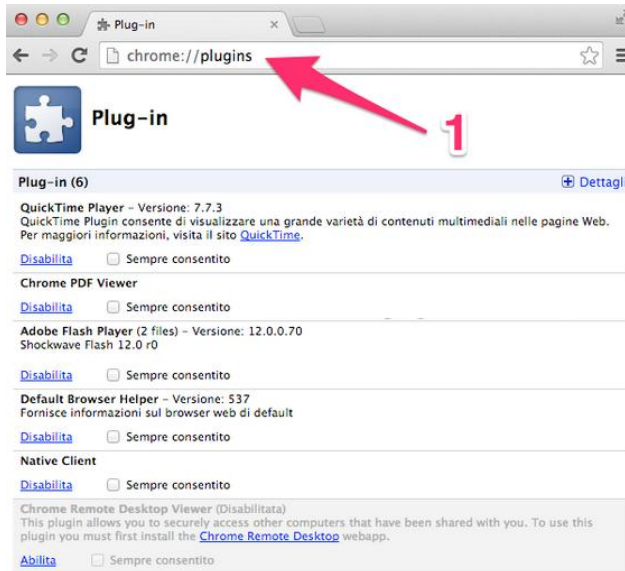 Plug-in
chrome://plugins
1
Plug-in
Plug-in (6)
Dettagli
QuickTime Player – Versione: 7.7.3
QuickTime Plugin consente di visualizzare una grande varietà di contenuti multimediali nelle pagine Web.
Per maggiori informazioni, visita il sito QuickTime.
Disabilita Sempre consentito
Chrome PDF Viewer
Disabilita Sempre consentito
Adobe Flash Player (2 files) – Versione: 12.0.0.70
Shockwave Flash 12.0 r0
Disabilita Sempre consentito
Default Browser Helper – Versione: 537
Fornisce informazioni sul browser web di default
Disabilita Sempre consentito
Native Client
Disabilita Sempre consentito
Chrome Remote Desktop Viewer (Disabilitata)
This plugin allows you to securely access other computers that have been shared with you. To use this
plugin you must first install the Chrome Remote Desktop webapp.
Abilita Sempre consentito